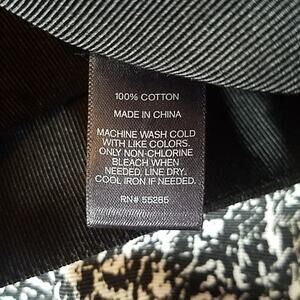 100% COTTON
MADE IN CHINA
MACHINE WASH COLD
WITH LIKE COLORS.
ONLY NON-CHLORINE
BLEACH WHEN
NEEDED. LINE DRY.
COOL IRON IF NEEDED.
RN# 55285